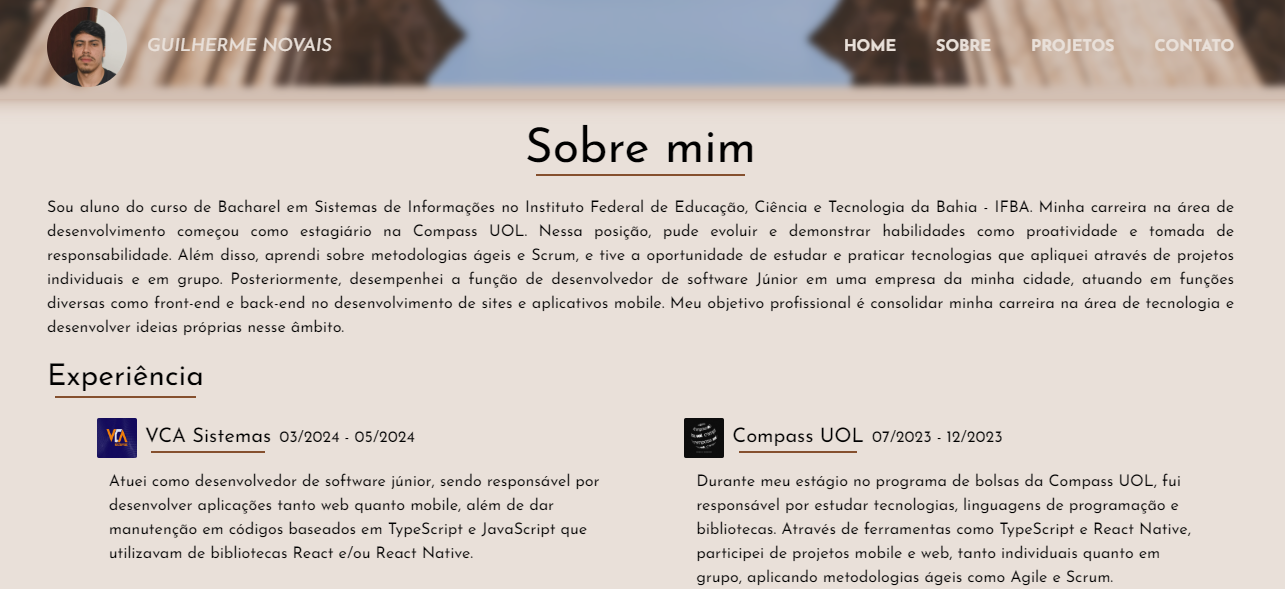 GUILHERME NOVAIS
HOME SOBRE PROJETOS CONTATO
Sobre mim
Sou aluno do curso de Bacharel em Sistemas de Informações no Instituto Federal de Educação, Ciência e Tecnologia da Bahia - IFBA. Minha carreira na área de
desenvolvimento começou como estagiário na Compass UOL. Nessa posição, pude evoluir e demonstrar habilidades como proatividade e tomada de
responsabilidade. Além disso, aprendi sobre metodologias ágeis e Scrum, e tive a oportunidade de estudar e praticar tecnologias que apliquei através de projetos
individuais e em grupo. Posteriormente, desempenhei a função de desenvolvedor de software Júnior em uma empresa da minha cidade, atuando em funções
diversas como front-end e back-end no desenvolvimento de sites e aplicativos mobile. Meu objetivo profissional é consolidar minha carreira na área de tecnologia e
desenvolver ideias próprias nesse âmbito.
Experiência
VCA
VCA Sistemas 03/2024 - 05/2024
Atuei como desenvolvedor de software júnior, sendo responsável por
desenvolver aplicações tanto web quanto mobile, além de dar
manutenção em códigos baseados em TypeScript e JavaScript que
utilizavam de bibliotecas React e/ou React Native.
Compass UOL 07/2023 - 12/2023
Durante meu estágio no programa de bolsas da Compass UOL, fui
responsável por estudar tecnologias, linguagens de programação e
bibliotecas. Através de ferramentas como TypeScript e React Native,
participei de projetos mobile e web, tanto individuais quanto em
grupo, aplicando metodologias ágeis como Agile e Scrum.